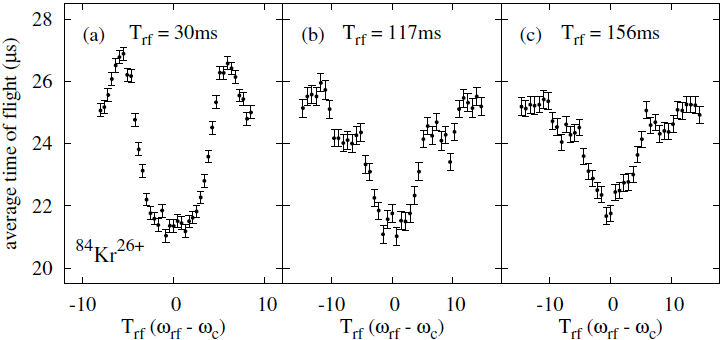 28
(a) T_rf = 30ms
(b) T_rf = 117ms
(c) T_rf = 156ms
26
24
22
20
average time of flight (μs)
⁸⁴Kr²⁶⁺
-10 0 10
-10 0 10
-10 0 10
T_rf (ω_rf - ω_c)
T_rf (ω_rf - ω_c)
T_rf (ω_rf - ω_c)